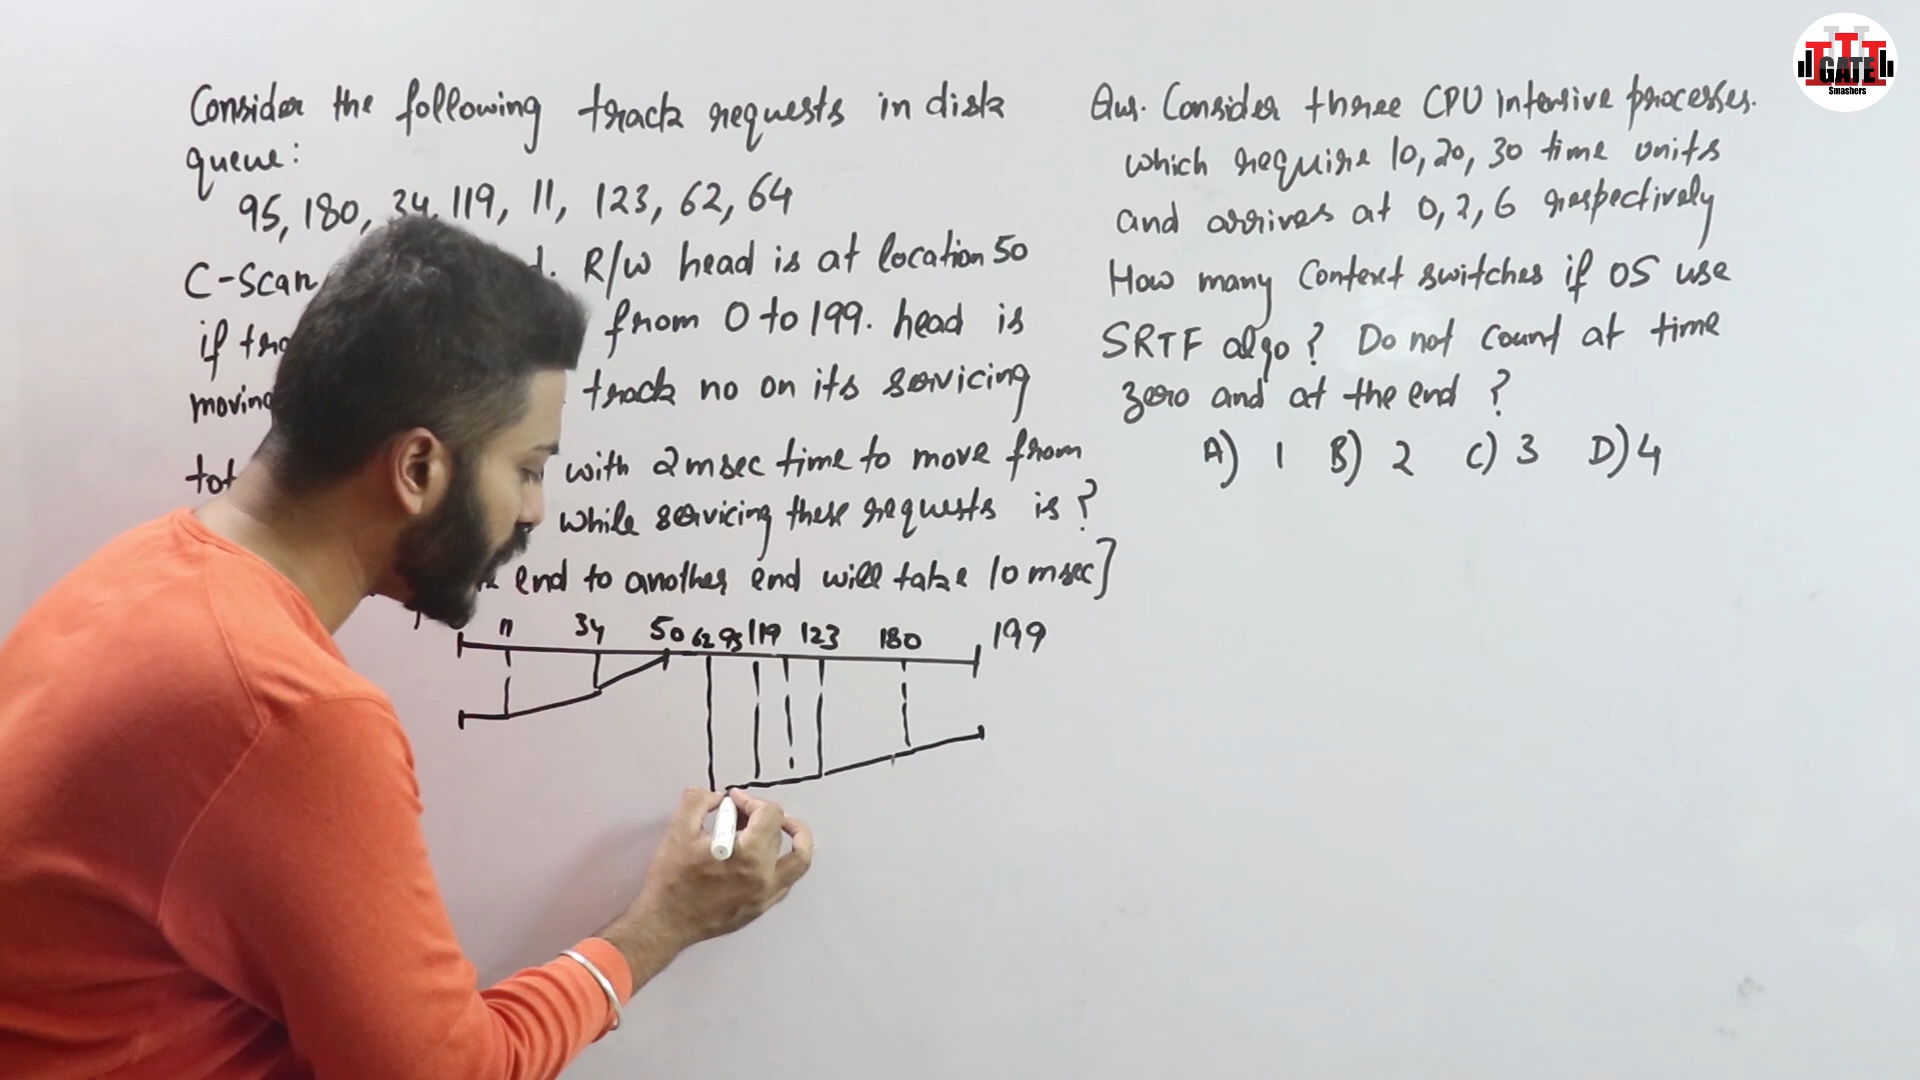 Consider the following track requests in disk
queue:
95, 180, 34, 119, 11, 123, 62, 64
C-Scan R/W head is at location 50
if from 0 to 199. head is
moving track no on its servicing
with 2 msec time to move from
while servicing these requests is?
end to another end will take 10 msec]
11 34 50 62 95 119 123 180 199
Que. Consider three CPU intensive processes.
which require 10, 20, 30 time units
and arrives at 0, 2, 6 respectively
How many Context switches if OS use
SRTF algo? Do not count at time
zero and at the end?
A) 1 B) 2 C) 3 D) 4
GATE
Smashers